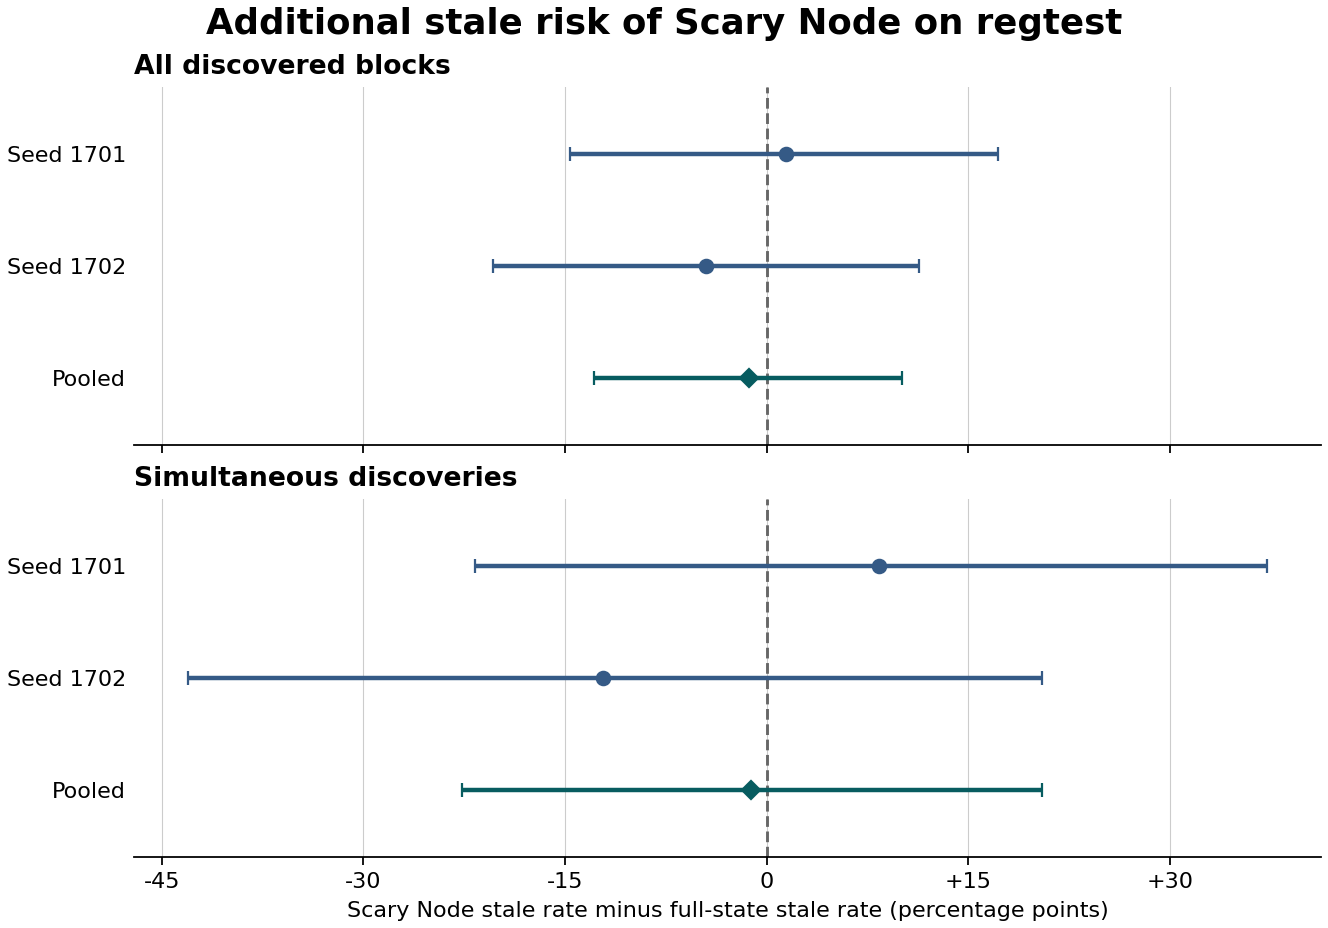 Additional stale risk of Scary Node on regtest
All discovered blocks
Seed 1701
Seed 1702
Pooled
Simultaneous discoveries
Seed 1701
Seed 1702
Pooled
-45 -30 -15 0 +15 +30
Scary Node stale rate minus full-state stale rate (percentage points)